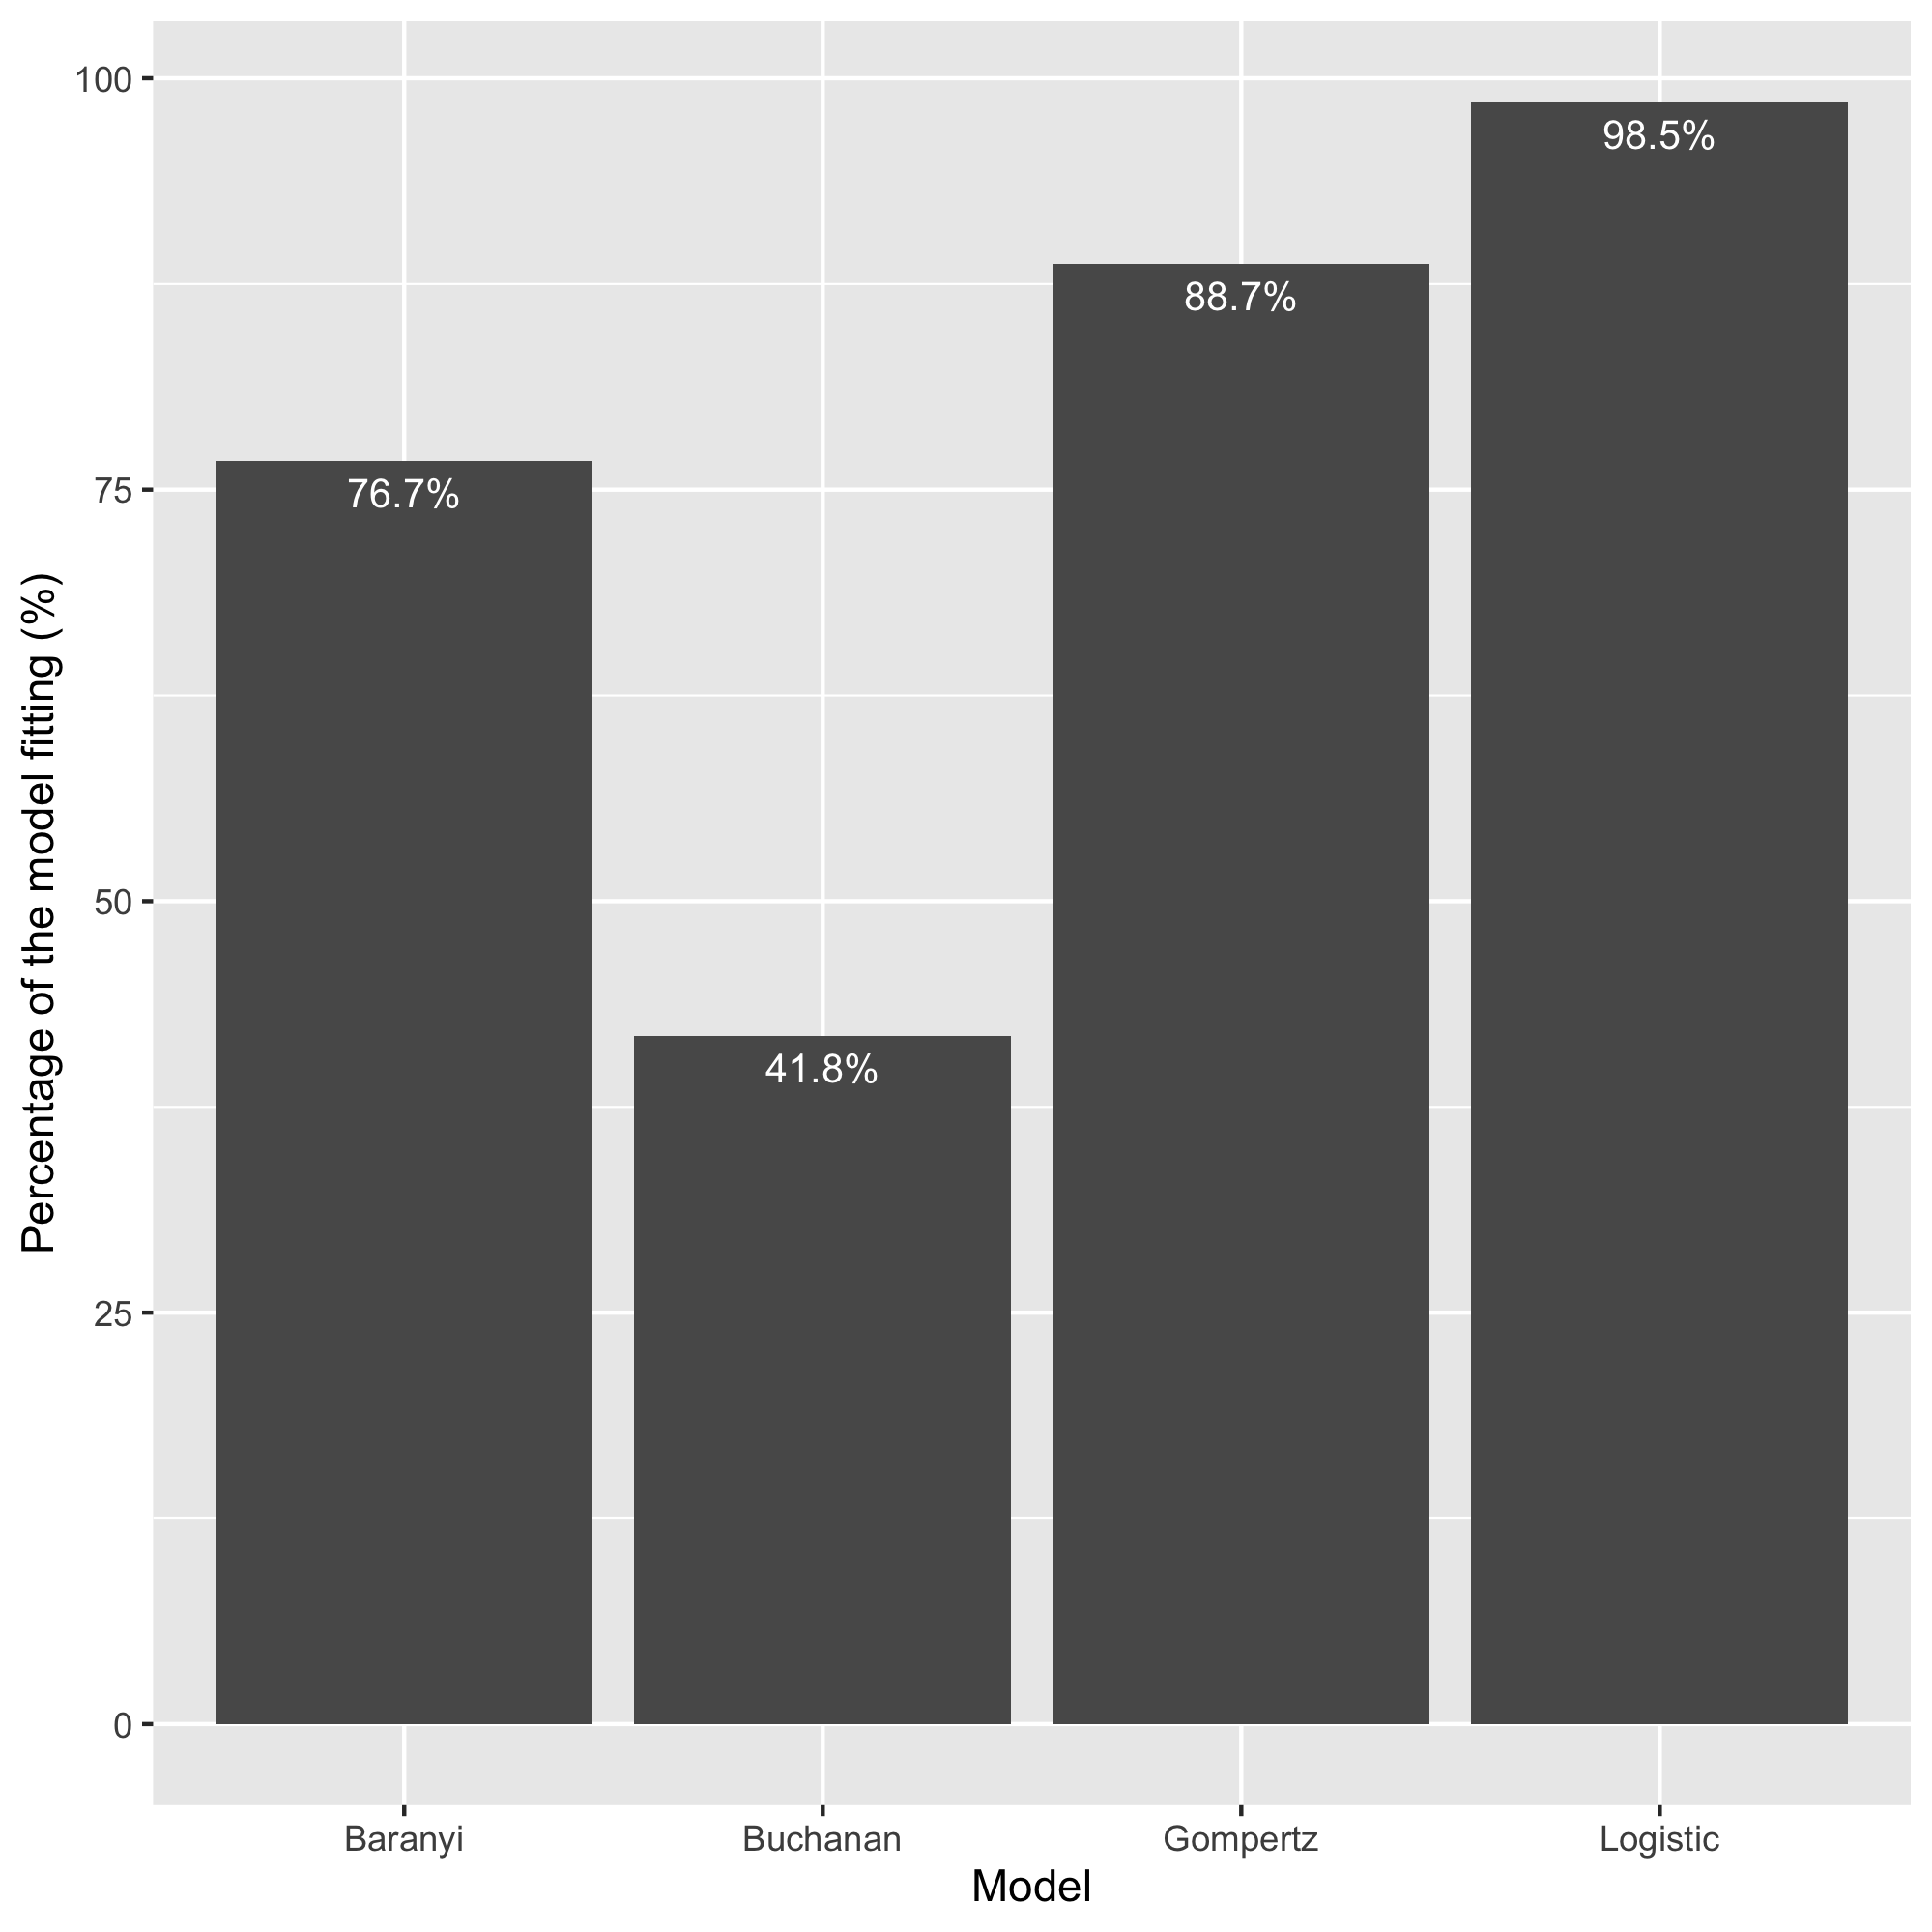 Percentage of the model fitting (%)
100
75
50
25
0
76.7%
41.8%
88.7%
98.5%
Baranyi
Buchanan
Gompertz
Logistic
Model